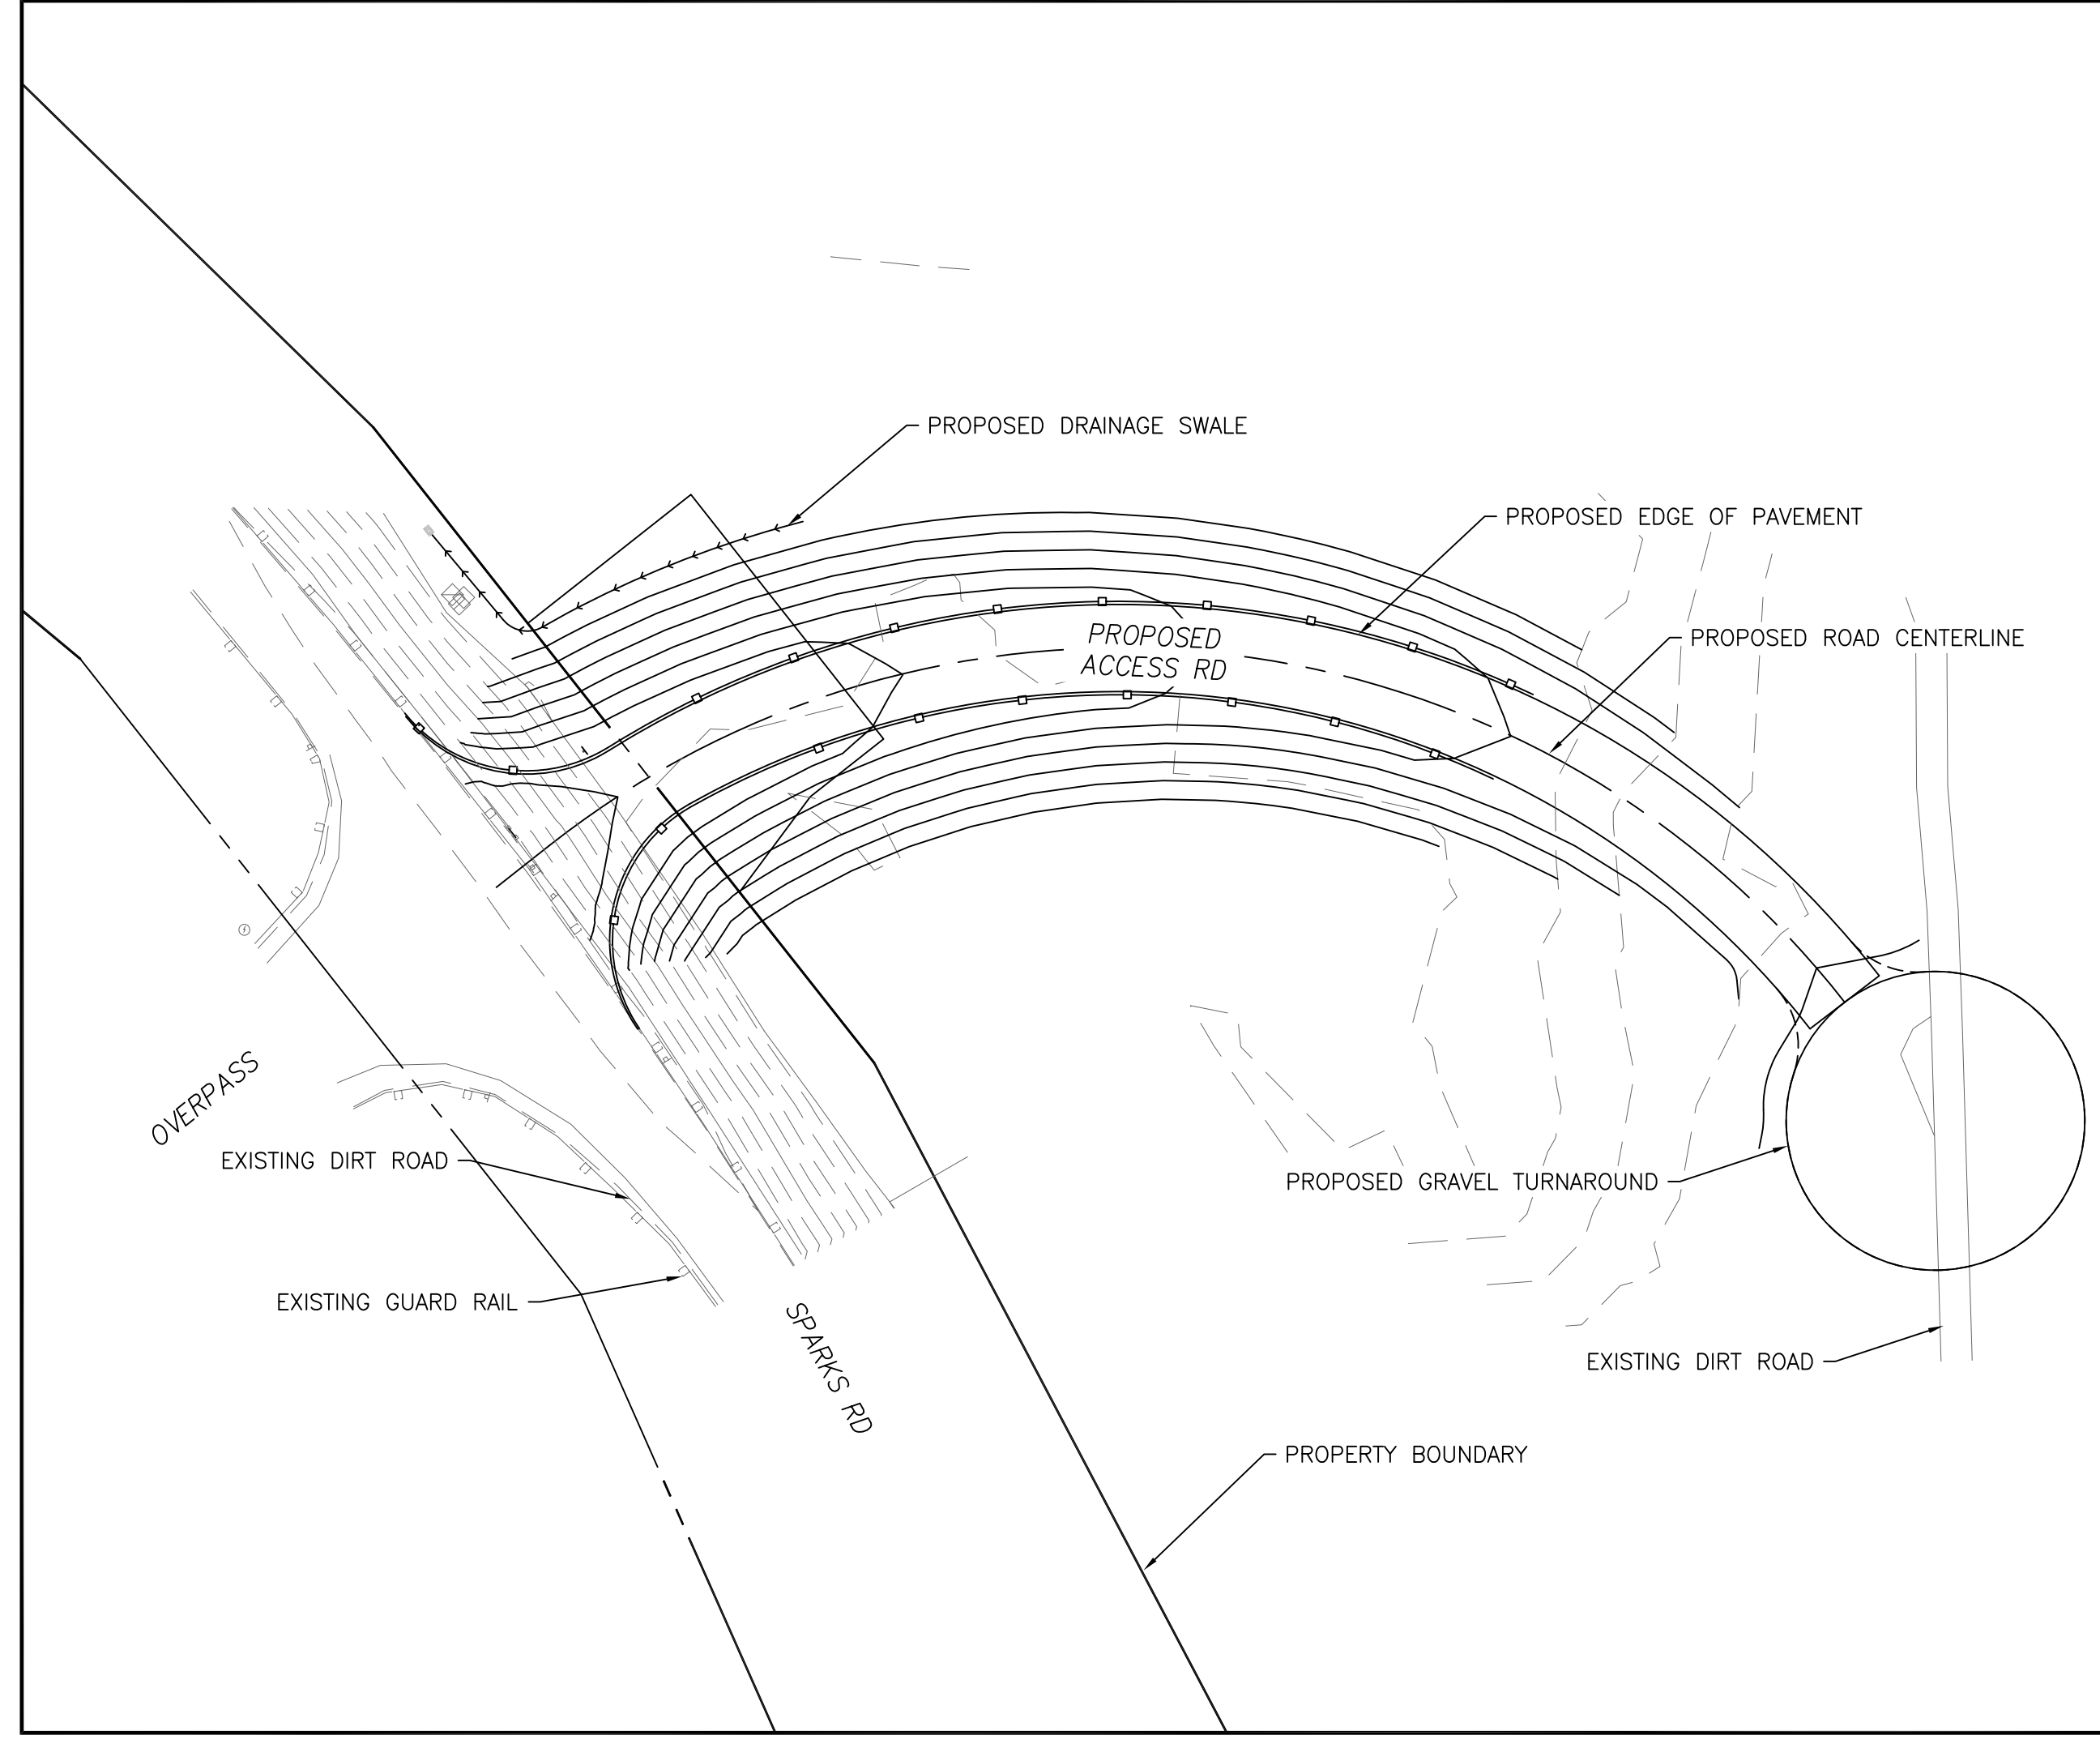 PROPOSED DRAINAGE SWALE
PROPOSED EDGE OF PAVEMENT
PROPOSED
ACCESS RD
PROPOSED ROAD CENTERLINE
OVERPASS
EXISTING DIRT ROAD
PROPOSED GRAVEL TURNAROUND
EXISTING GUARD RAIL
SPARKS RD
EXISTING DIRT ROAD
PROPERTY BOUNDARY